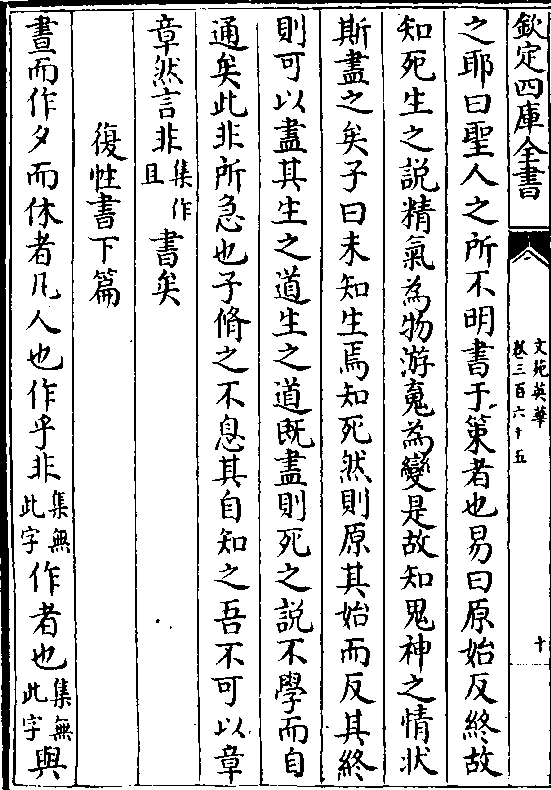 欽定四庫全書
文苑英華
卷三百六十五
十
之耶曰聖人之所不明書于策者也易曰原始反終故
知死生之說精氣為物游䰟為變是故知鬼神之情狀
斯盡之矣子曰未知生焉知死然則原其始而反其終
則可以盡其生之道生之道既盡則死之說不學而自
通矣此非所急也子脩之不息其自知之吾不可以章
章然言非集作且書矣
復性書下篇
晝而作夕而休者凡人也作乎非集無此字作者也集無此字與